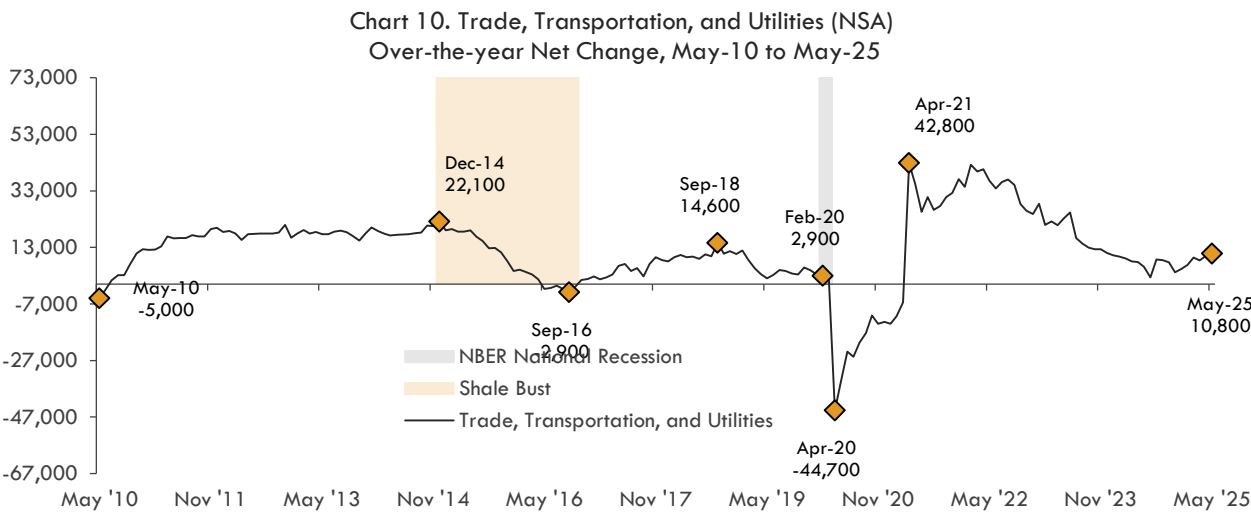 Chart 10. Trade, Transportation, and Utilities (NSA)
Over-the-year Net Change, May-10 to May-25
73,000
53,000
33,000
13,000
-7,000
-27,000
-47,000
-67,000
May-10
-5,000
Dec-14
22,100
Sep-16
-2,900
Sep-18
14,600
Feb-20
2,900
Apr-20
-44,700
Apr-21
42,800
May-25
10,800
NBER National Recession
Shale Bust
Trade, Transportation, and Utilities
May '10 Nov '11 May '13 Nov '14 May '16 Nov '17 May '19 Nov '20 May '22 Nov '23 May '25